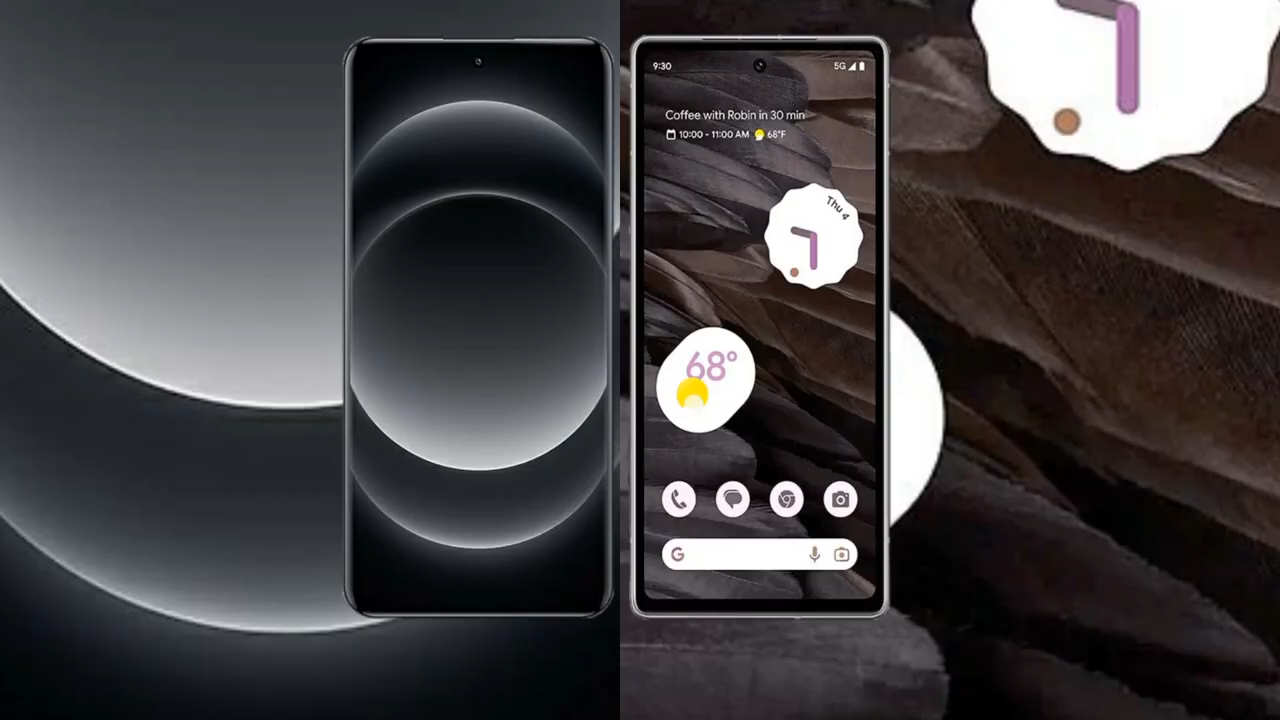 9:30
5G
Coffee with Robin in 30 min
10:00 - 11:00 AM 68°F
Thu 4
68°
G